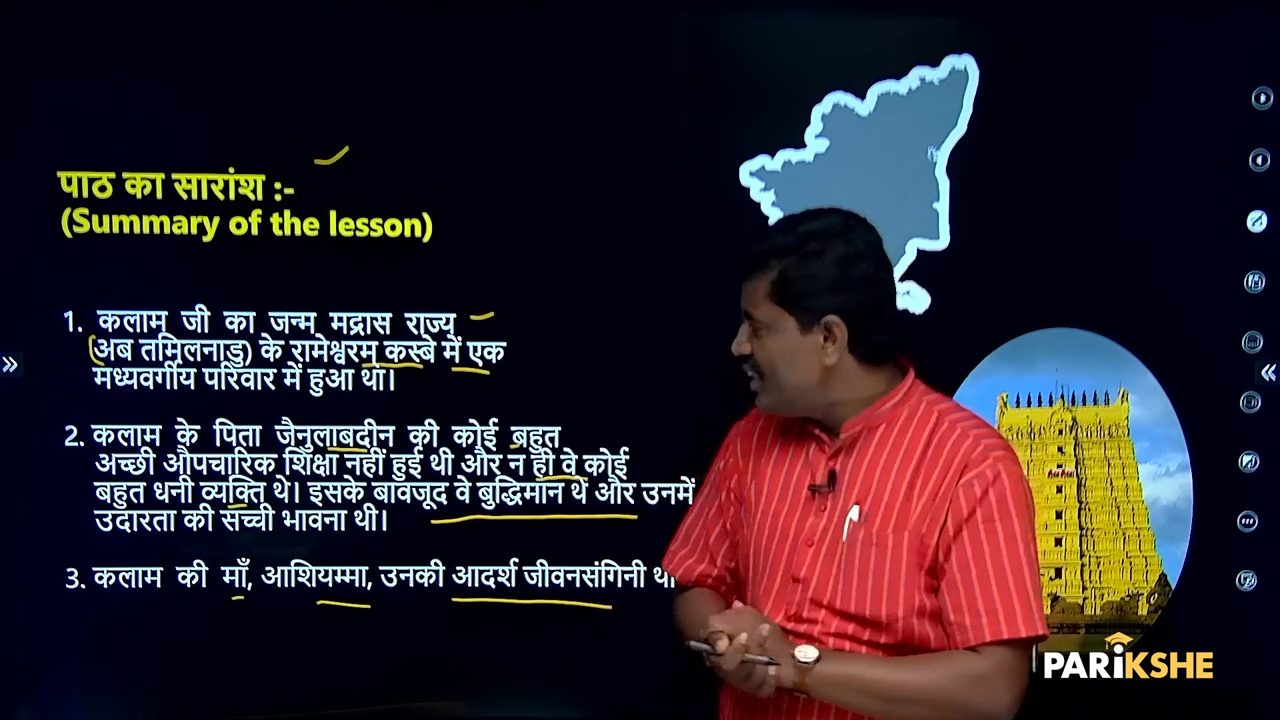 पाठ का सारांश :-
(Summary of the lesson)
1. कलाम जी का जन्म मद्रास राज्य
(अब तमिलनाडु) के रामेश्वरम कस्बे में एक
मध्यवर्गीय परिवार में हुआ था।
2. कलाम के पिता जैनुलाबदीन की कोई बहुत
अच्छी औपचारिक शिक्षा नहीं हुई थी और न ही वे कोई
बहुत धनी व्यक्ति थे। इसके बावजूद वे बुद्धिमान थे और उनमें
उदारता की सच्ची भावना थी।
3. कलाम की माँ, आशियम्मा, उनकी आदर्श जीवनसंगिनी
PARIKSHE